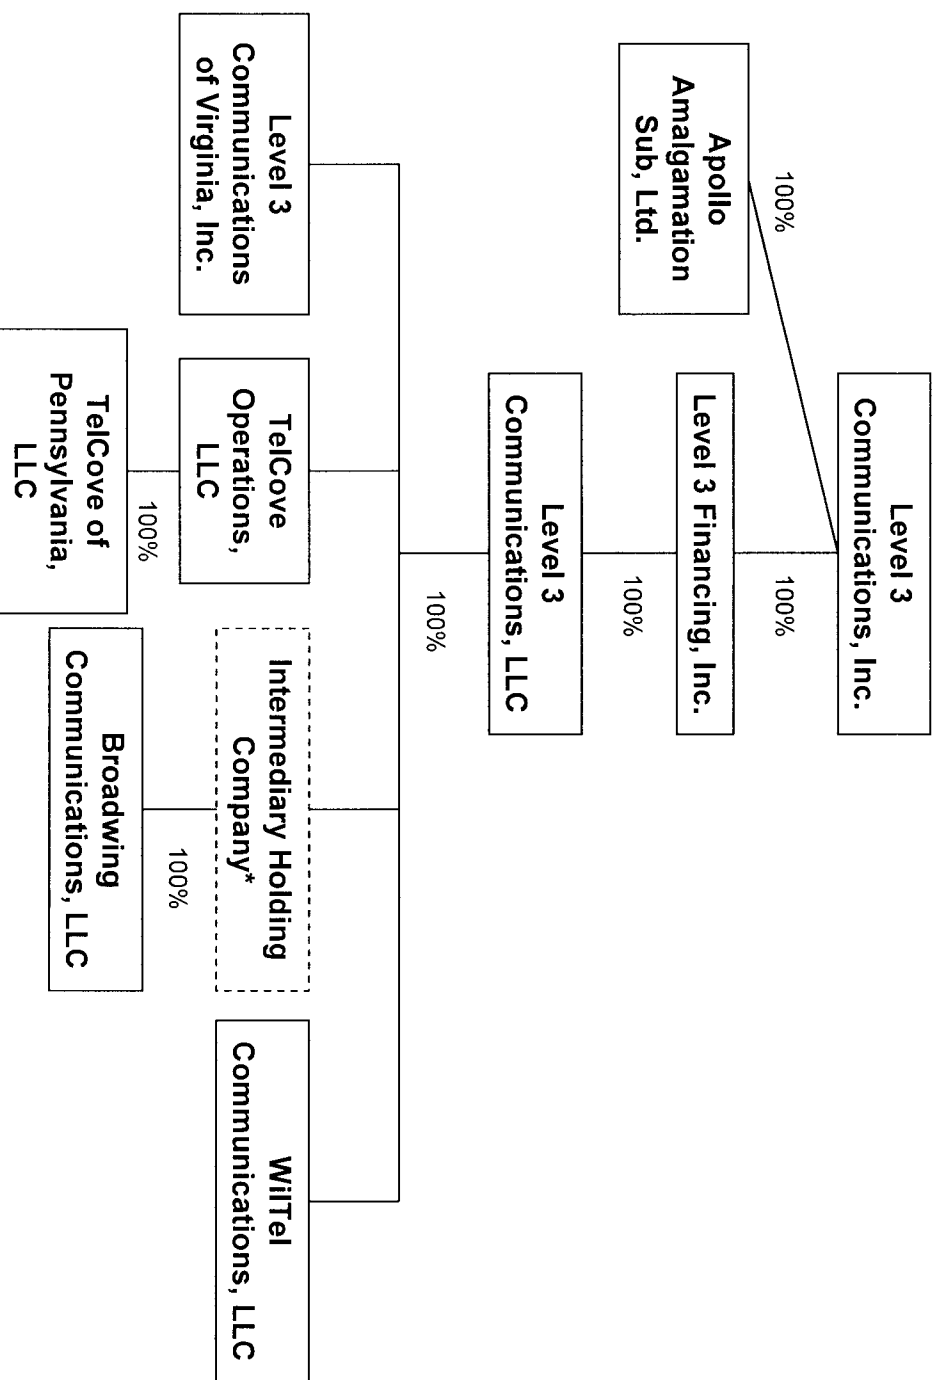 Level 3
Communications, Inc.
100%
100%
Apollo
Amalgamation
Sub, Ltd.
Level 3 Financing, Inc.
100%
Level 3
Communications, LLC
100%
Level 3
Communications
of Virginia, Inc.
TelCove
Operations,
LLC
Intermediary Holding
Company*
WilTel
Communications, LLC
100%
100%
TelCove of
Pennsylvania,
LLC
Broadwing
Communications, LLC